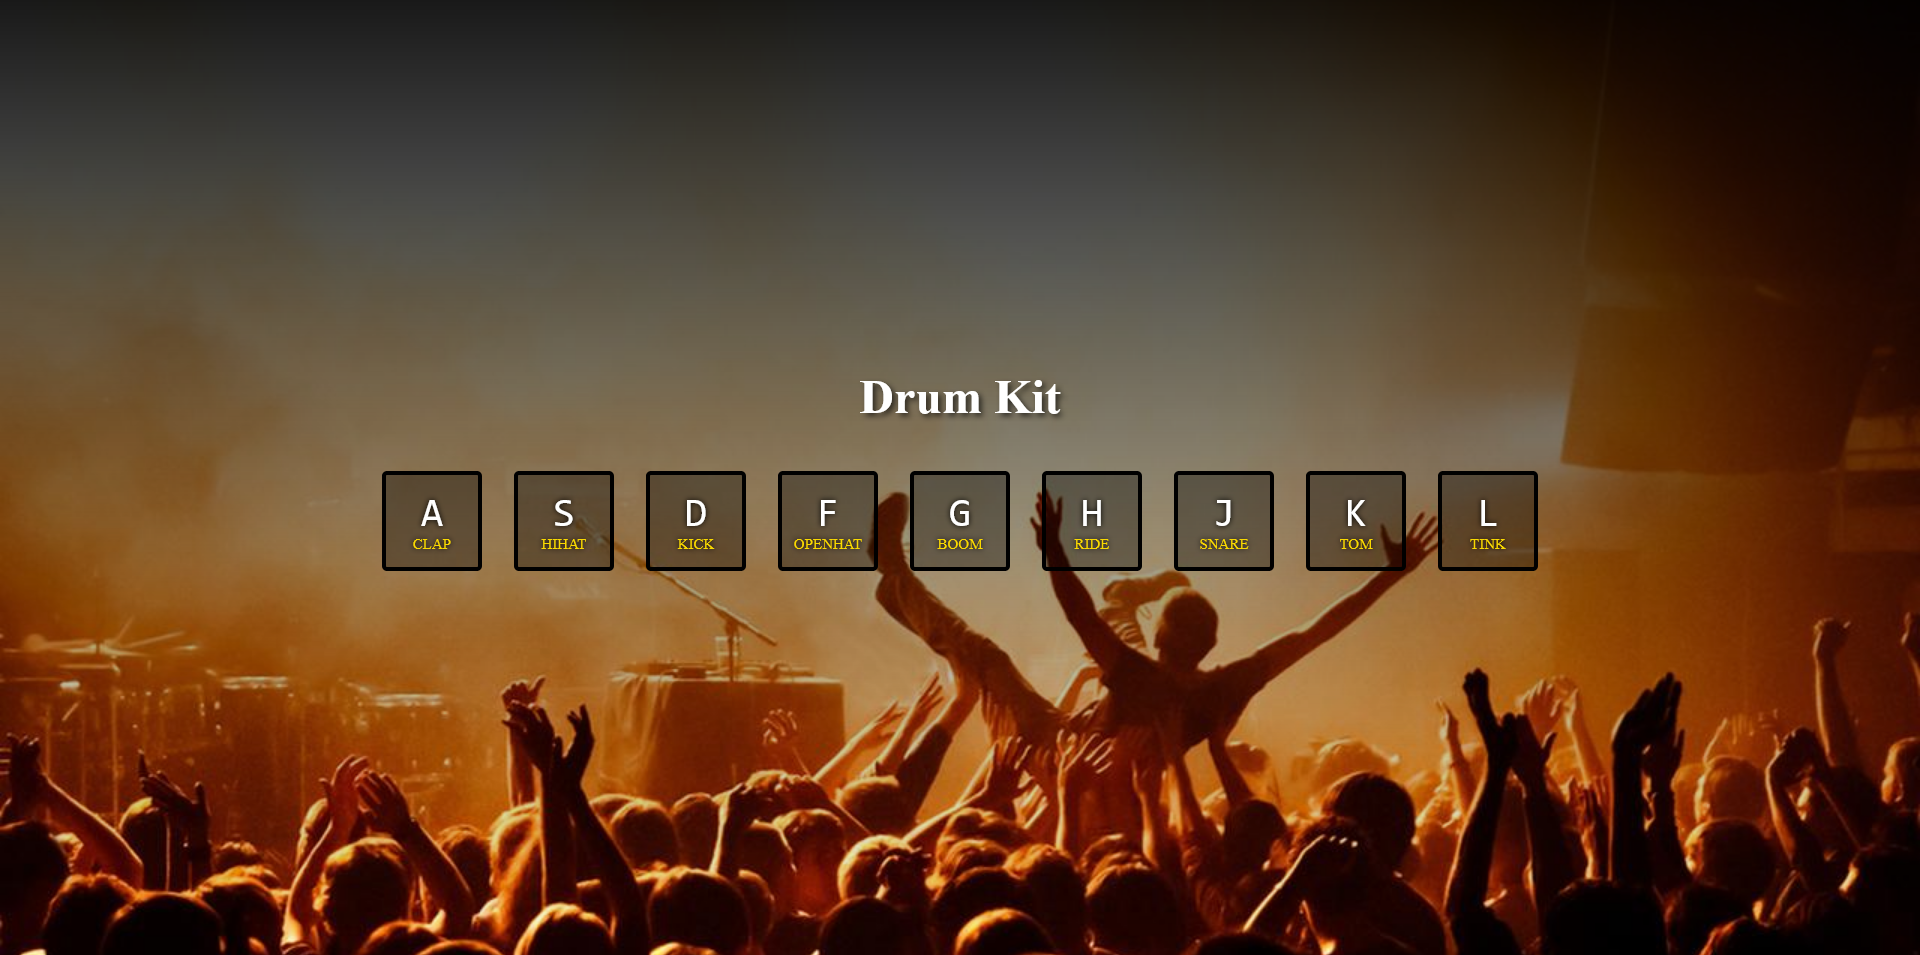 Drum Kit
A S D F G H J K L
CLAP HIHAT KICK OPENHAT BOOM RIDE SNARE TOM TINK